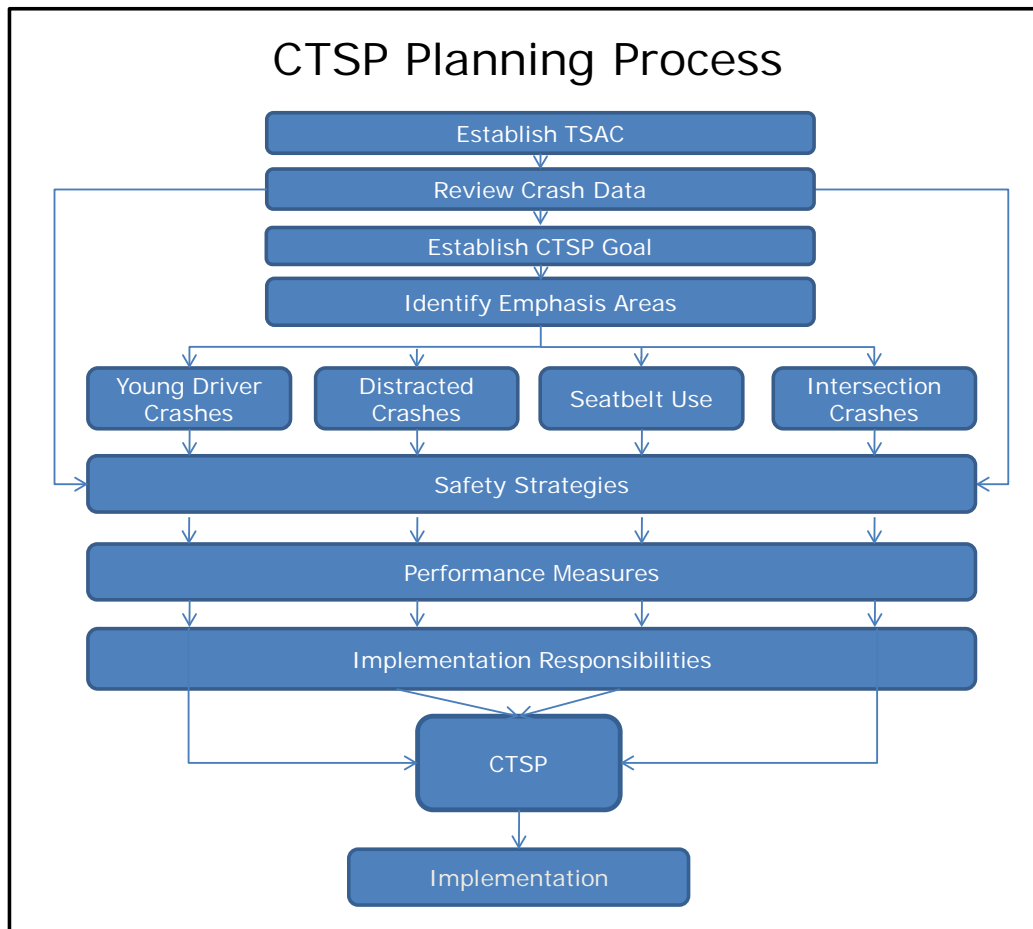 CTSP Planning Process
Establish TSAC
Review Crash Data
Establish CTSP Goal
Identify Emphasis Areas
Young Driver
Crashes
Distracted
Crashes
Seatbelt Use
Intersection
Crashes
Safety Strategies
Performance Measures
Implementation Responsibilities
CTSP
Implementation